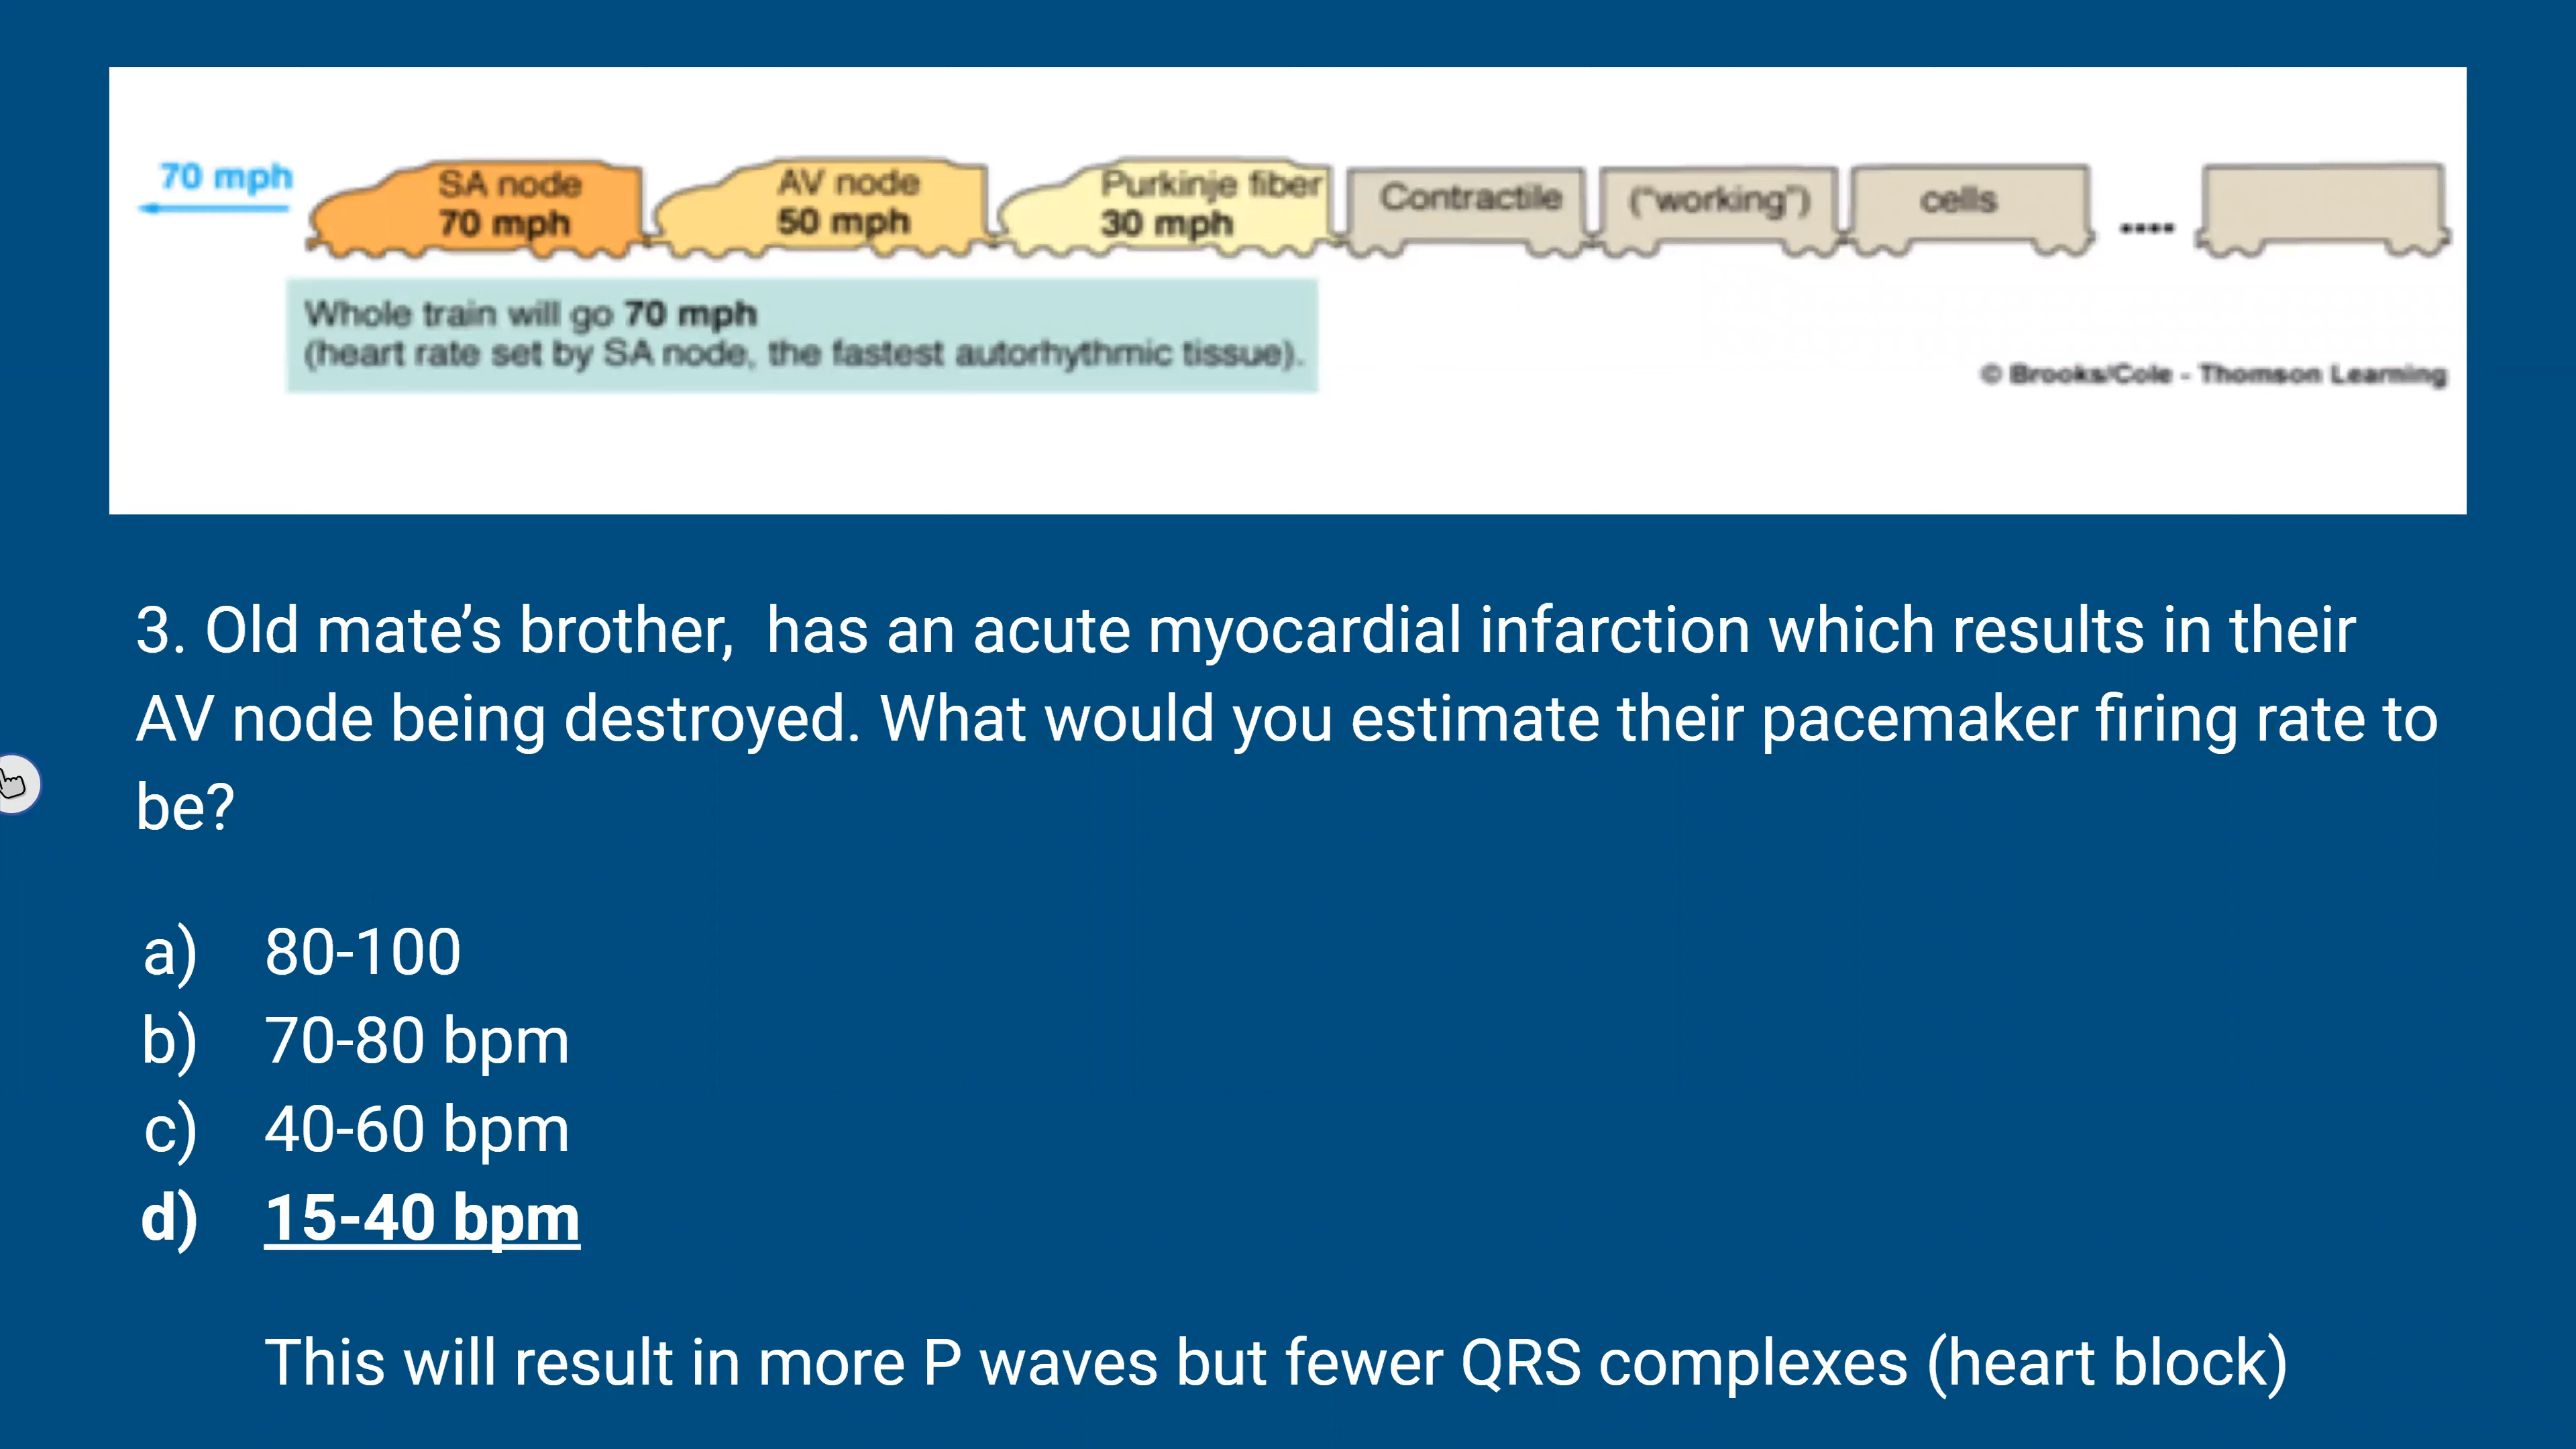 70 mph
SA node
70 mph
AV node
50 mph
Purkinje fiber
30 mph
Contractile
("working")
cells
....
Whole train will go 70 mph
(heart rate set by SA node, the fastest autorhythmic tissue).
© Brooks/Cole - Thomson Learning
3. Old mate’s brother,  has an acute myocardial infarction which results in their
AV node being destroyed. What would you estimate their pacemaker firing rate to
be?
a) 80-100
b) 70-80 bpm
c) 40-60 bpm
d) 15-40 bpm
This will result in more P waves but fewer QRS complexes (heart block)